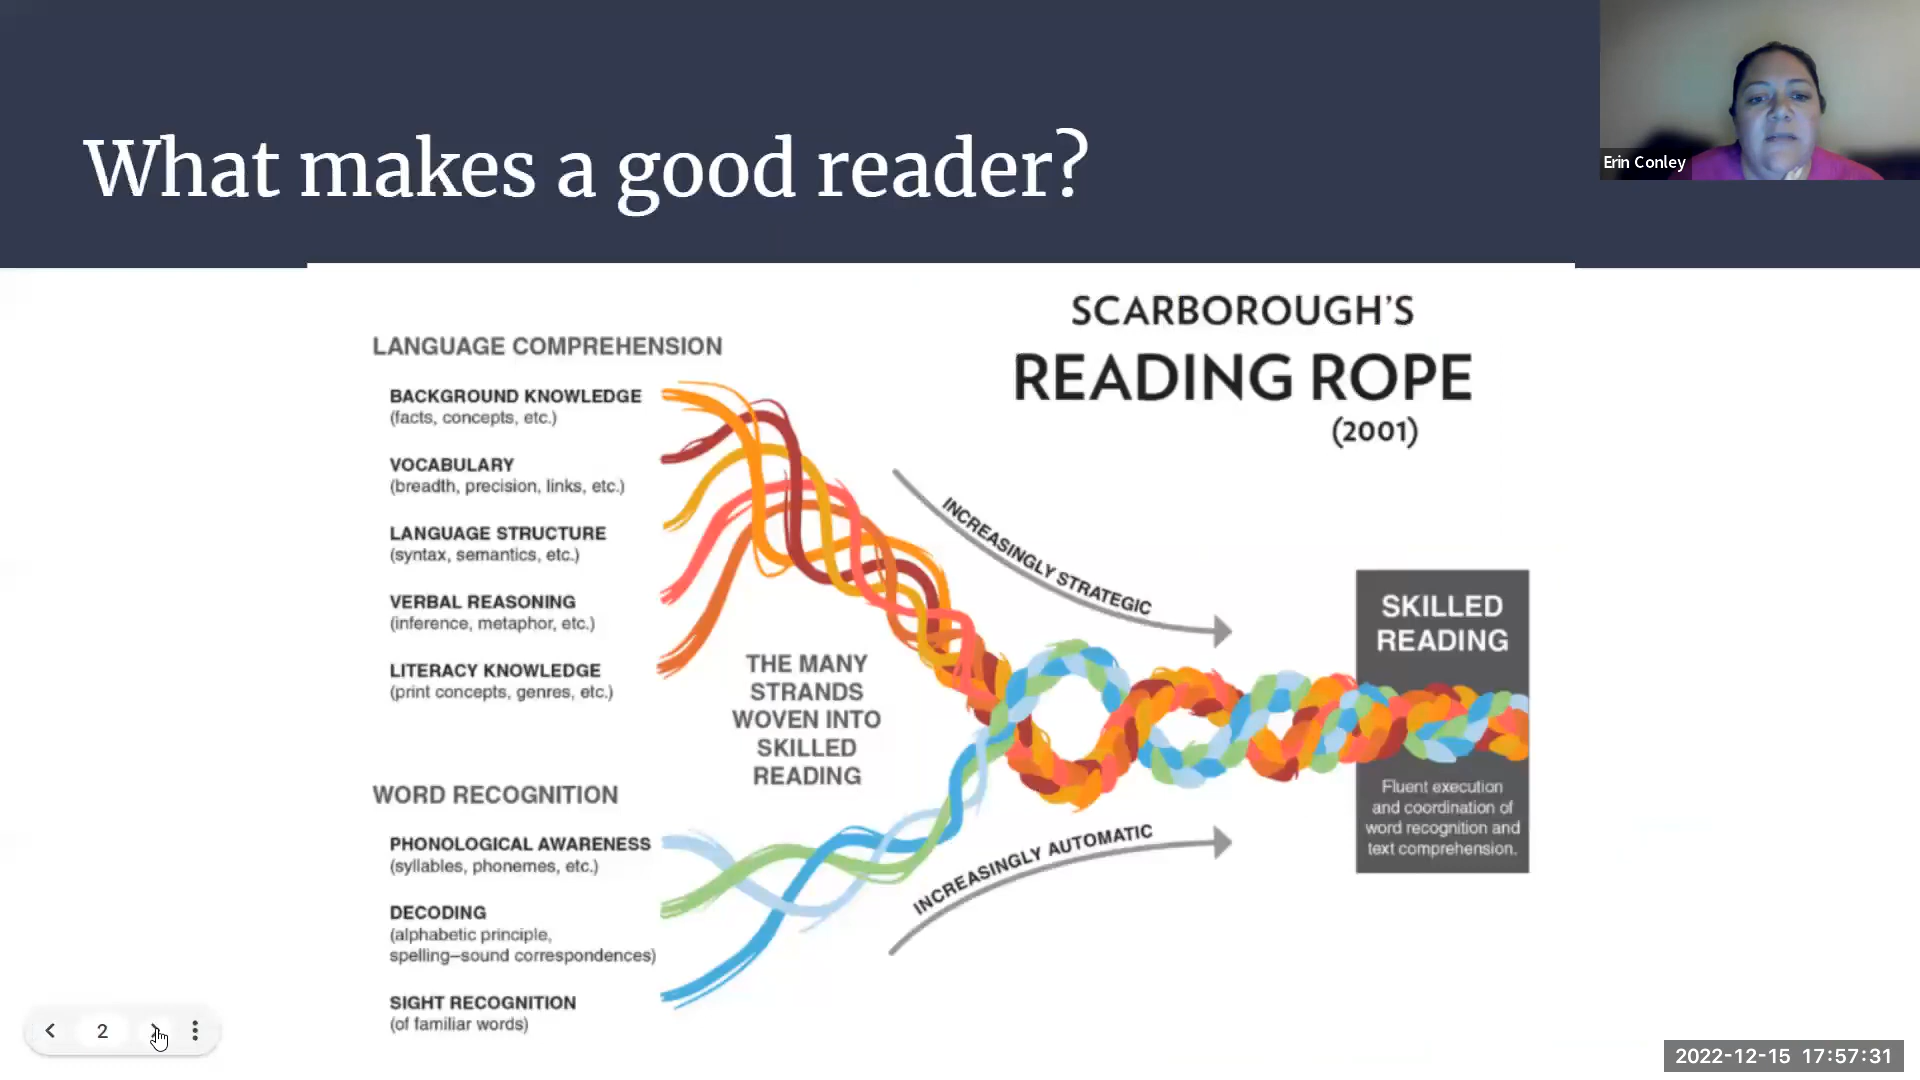 What makes a good reader?
Erin Conley
SCARBOROUGH'S
READING ROPE
(2001)
LANGUAGE COMPREHENSION
BACKGROUND KNOWLEDGE
(facts, concepts, etc.)
VOCABULARY
(breadth, precision, links, etc.)
LANGUAGE STRUCTURE
(syntax, semantics, etc.)
VERBAL REASONING
(inference, metaphor, etc.)
LITERACY KNOWLEDGE
(print concepts, genres, etc.)
THE MANY
STRANDS
WOVEN INTO
SKILLED
READING
WORD RECOGNITION
PHONOLOGICAL AWARENESS
(syllables, phonemes, etc.)
DECODING
(alphabetic principle,
spelling–sound correspondences)
SIGHT RECOGNITION
(of familiar words)
INCREASINGLY STRATEGIC
INCREASINGLY AUTOMATIC
SKILLED
READING
Fluent execution
and coordination of
word recognition and
text comprehension.
2
2022-12-15 17:57:31